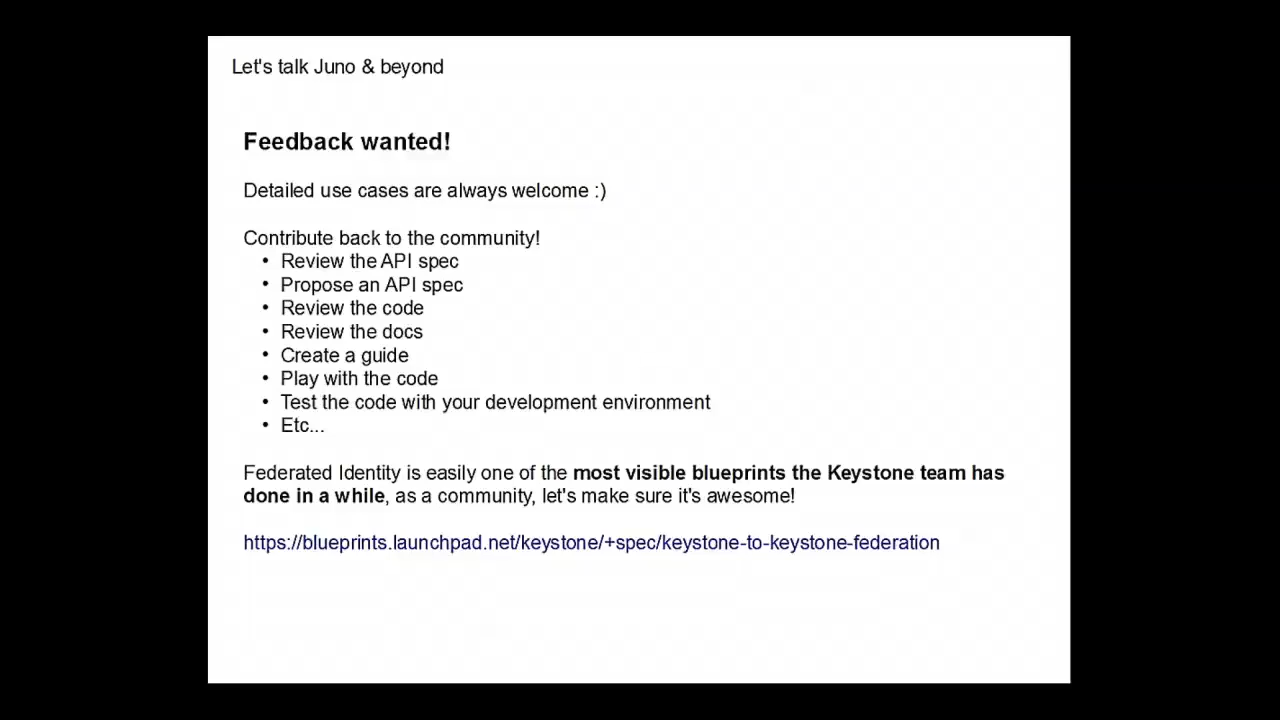 Let's talk Juno & beyond
Feedback wanted!
Detailed use cases are always welcome :)
Contribute back to the community!
• Review the API spec
• Propose an API spec
• Review the code
• Review the docs
• Create a guide
• Play with the code
• Test the code with your development environment
• Etc...
Federated Identity is easily one of the most visible blueprints the Keystone team has
done in a while, as a community, let's make sure it's awesome!
https://blueprints.launchpad.net/keystone/+spec/keystone-to-keystone-federation